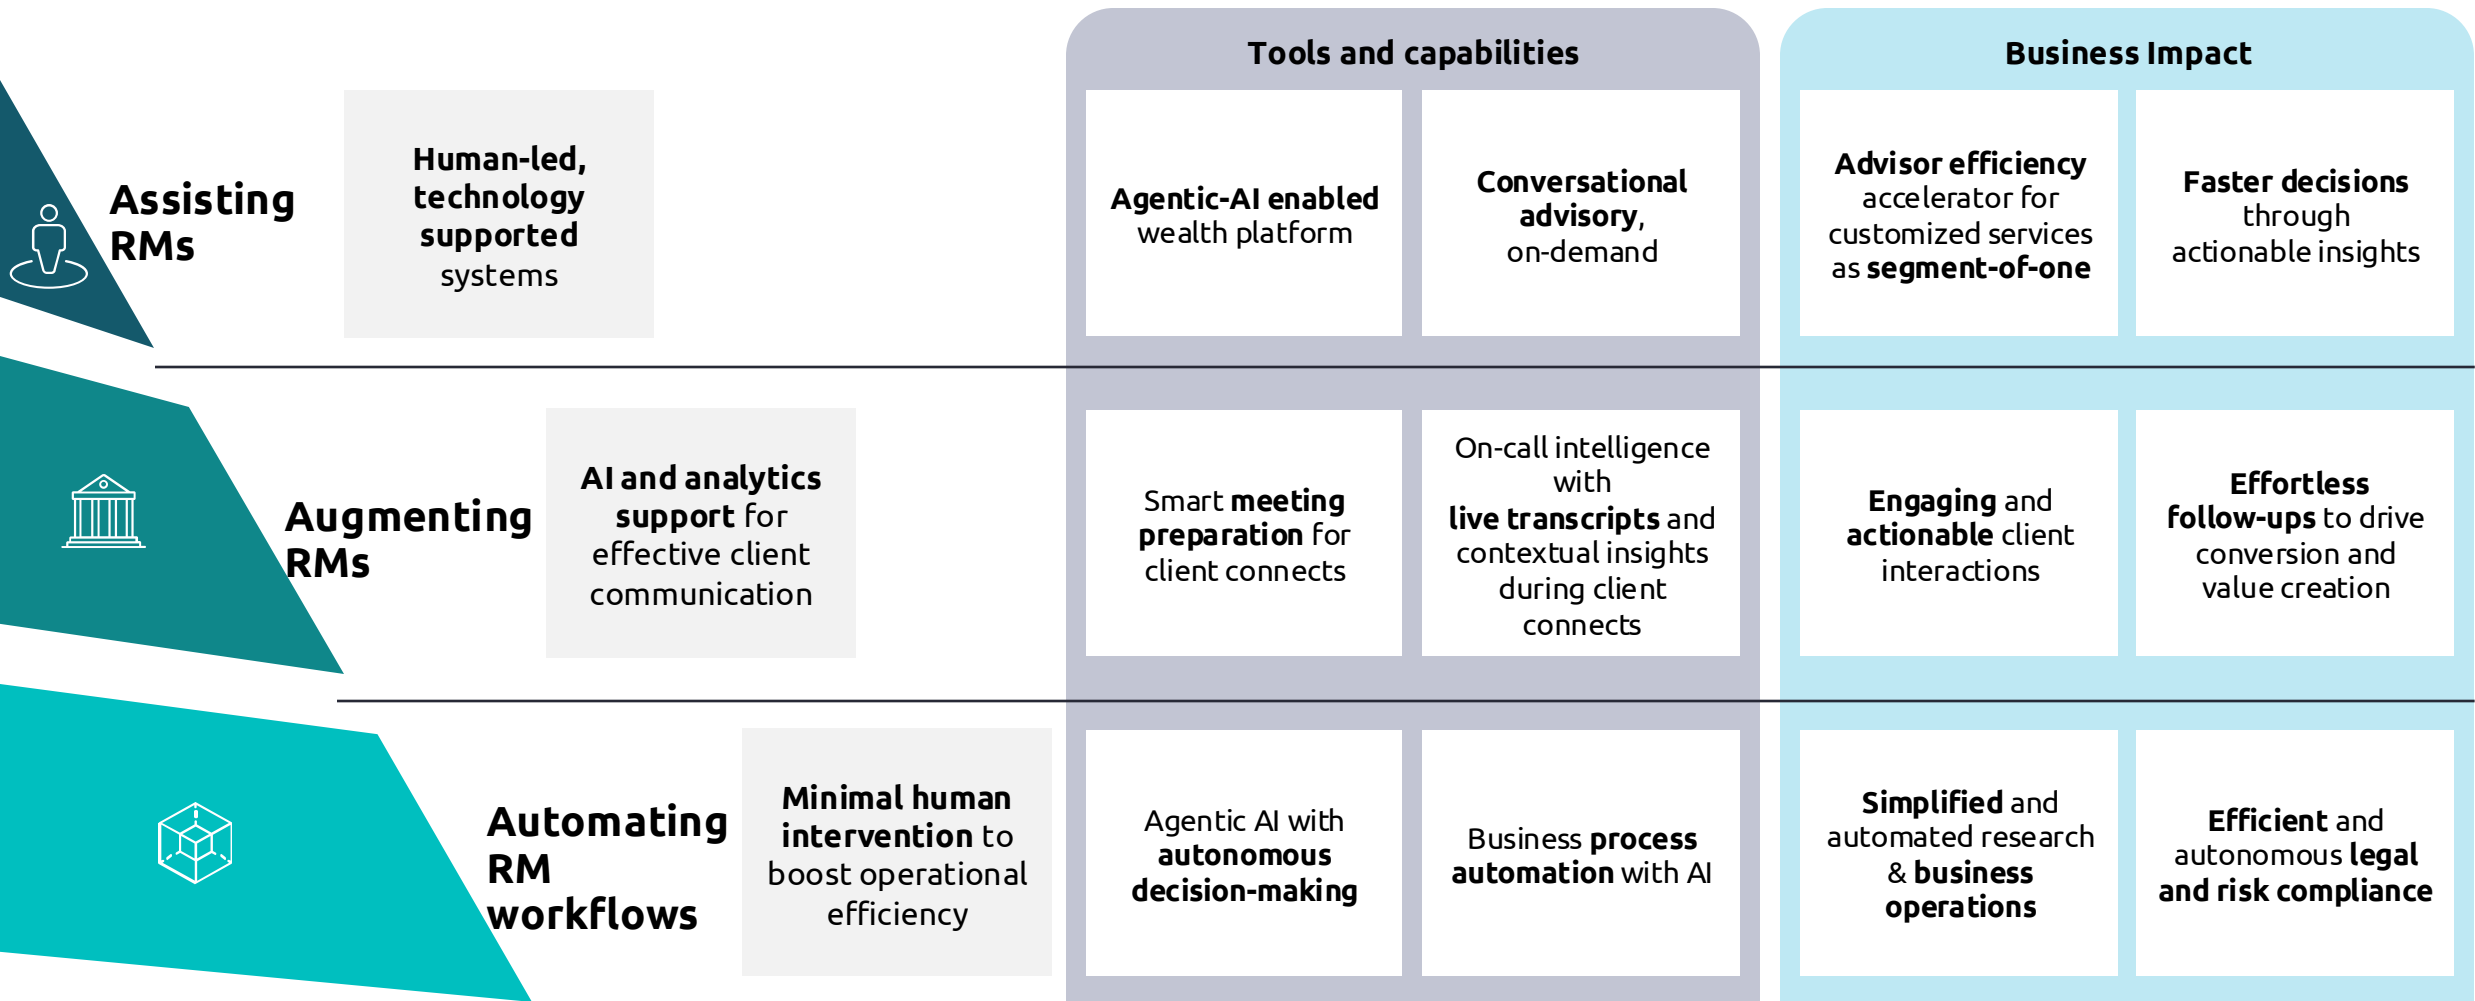 Tools and capabilities
Business Impact
Assisting
RMs
Human-led,
technology
supported
systems
Agentic-AI enabled
wealth platform
Conversational
advisory,
on-demand
Advisor efficiency
accelerator for
customized services
as segment-of-one
Faster decisions
through
actionable insights
Augmenting
RMs
AI and analytics
support for
effective client
communication
Smart meeting
preparation for
client connects
On-call intelligence
with
live transcripts and
contextual insights
during client
connects
Engaging and
actionable client
interactions
Effortless
follow-ups to drive
conversion and
value creation
Automating
RM
workflows
Minimal human
intervention to
boost operational
efficiency
Agentic AI with
autonomous
decision-making
Business process
automation with AI
Simplified and
automated research
& business
operations
Efficient and
autonomous legal
and risk compliance